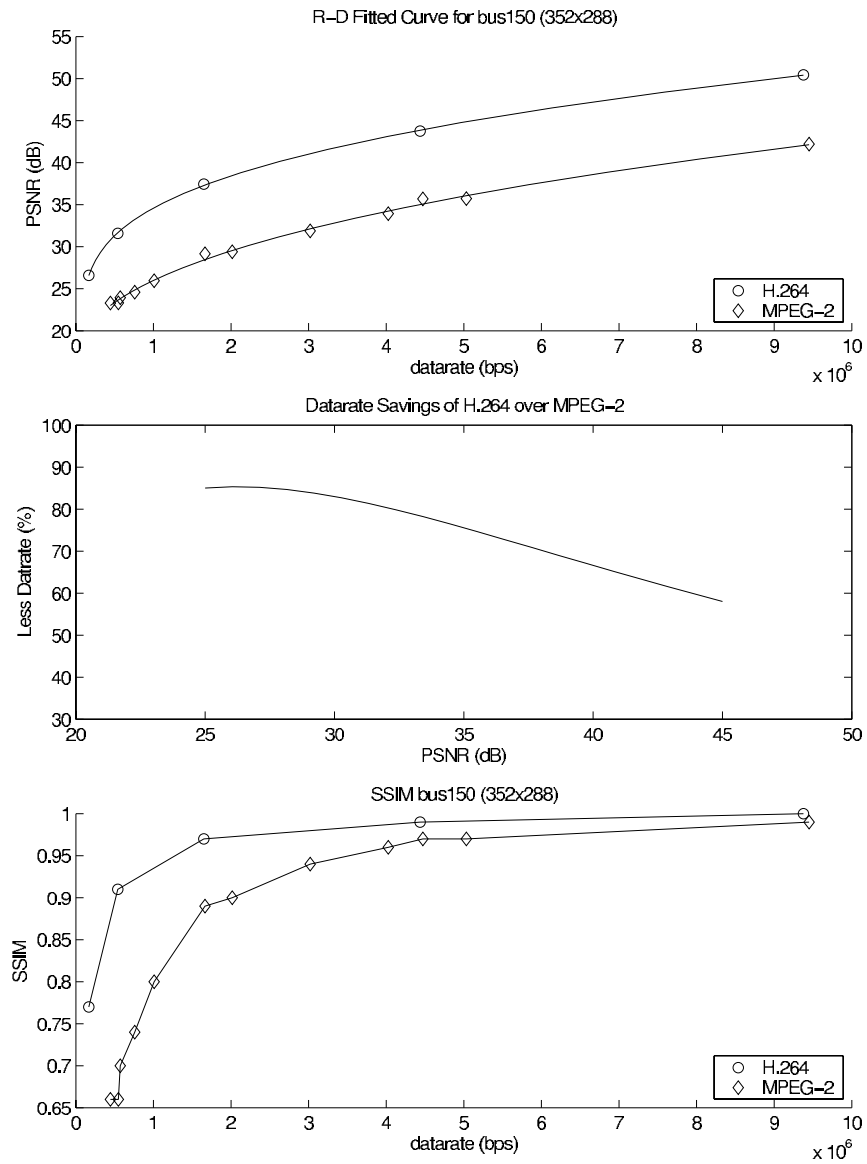 R-D Fitted Curve for bus150 (352x288)
55
50
45
40
35
30
25
20
PSNR (dB)
H.264
MPEG-2
0 1 2 3 4 5 6 7 8 9 10
datarate (bps)
x 10^6
Datarate Savings of H.264 over MPEG-2
100
90
80
70
60
50
40
30
Less Datrate (%)
20 25 30 35 40 45 50
PSNR (dB)
SSIM bus150 (352x288)
1
0.95
0.9
0.85
0.8
0.75
0.7
0.65
SSIM
H.264
MPEG-2
0 1 2 3 4 5 6 7 8 9 10
datarate (bps)
x 10^6